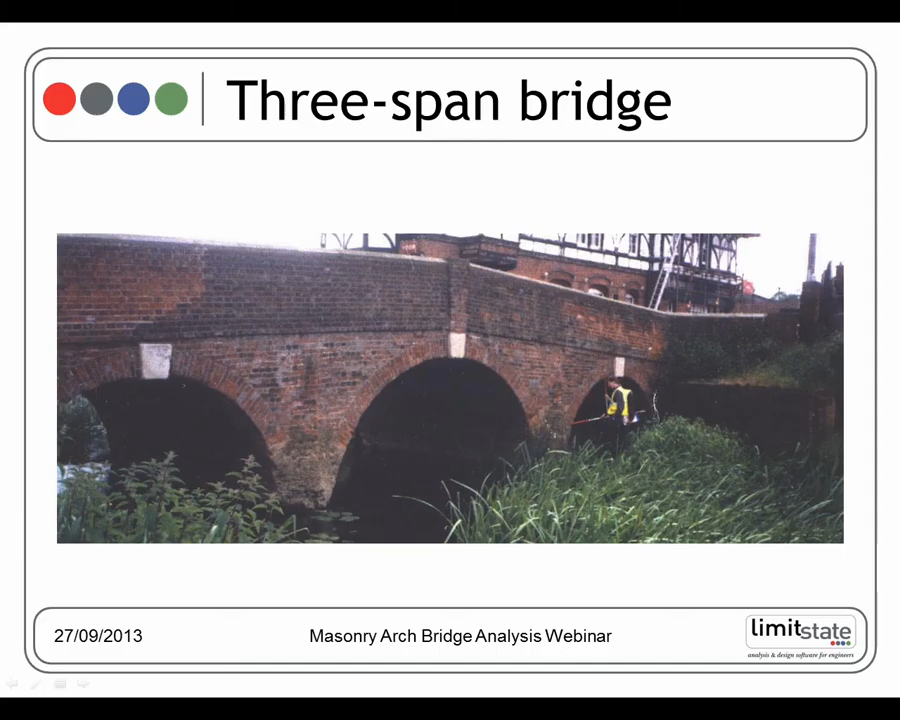 Three-span bridge
27/09/2013
Masonry Arch Bridge Analysis Webinar
limitstate
analysis & design software for engineers